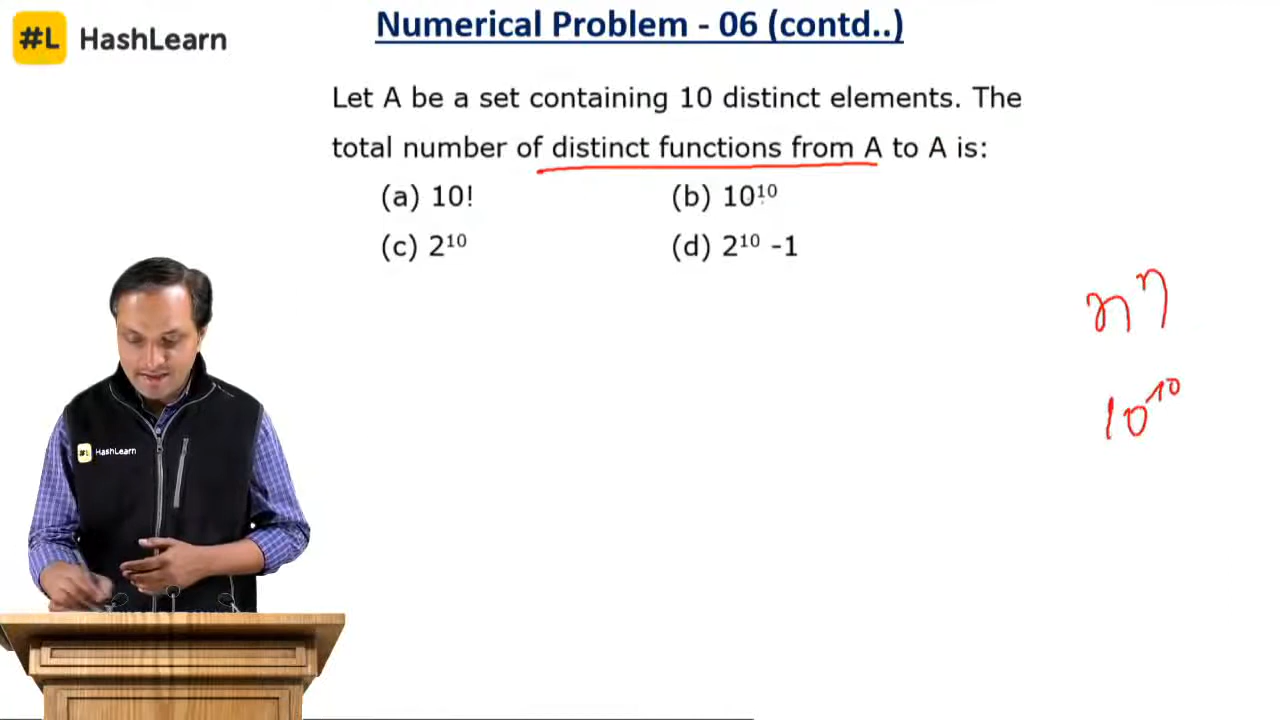 #L HashLearn
Numerical Problem - 06 (contd..)
Let A be a set containing 10 distinct elements. The
total number of distinct functions from A to A is:
(a) 10! (b) 10¹⁰
(c) 2¹⁰ (d) 2¹⁰ -1
nⁿ
10¹⁰
#L HashLearn